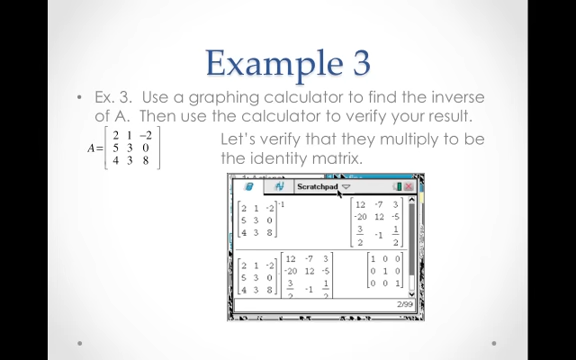 Example 3
• Ex. 3. Use a graphing calculator to find the inverse
of A. Then use the calculator to verify your result.
A= [2 1 −2
5 3 0
4 3 8]
Let's verify that they multiply to be
the identity matrix.
Scratchpad
[2 1 -2
5 3 0
4 3 8]-1
[12 -7 3
-20 12 -5
3/2 -1 1/2]
[2 1 -2
5 3 0
4 3 8]
[12 -7 3
-20 12 -5
3/2 -1 1/2]
[1 0 0
0 1 0
0 0 1]
2/99